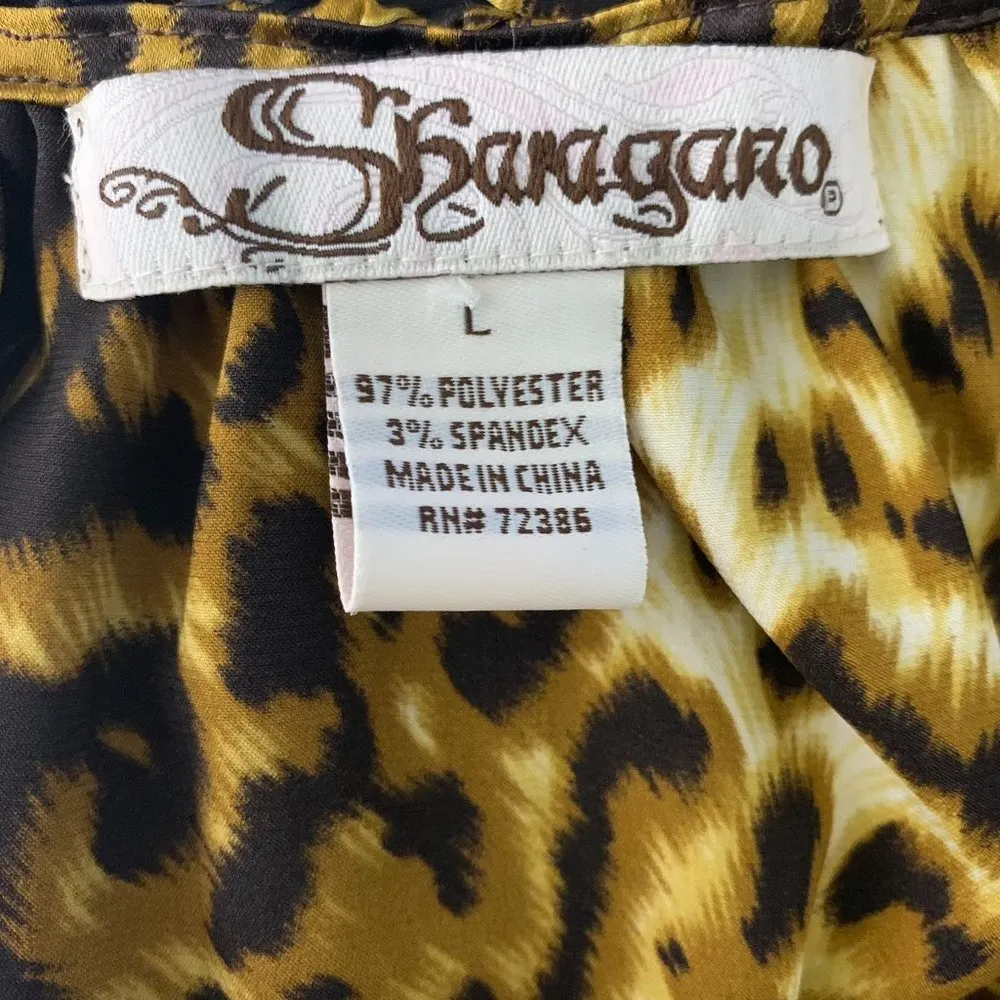 Sharagano®
L
97% POLYESTER
3% SPANDEX
MADE IN CHINA
RN# 72386